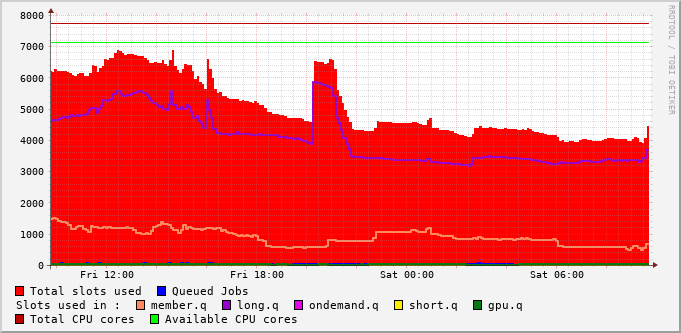 RRDTOOL / TOBI OETIKER
8000
7000
6000
5000
4000
3000
2000
1000
0
Fri 12:00 Fri 18:00 Sat 00:00 Sat 06:00
Total slots used Queued Jobs
Slots used in : member.q long.q ondemand.q short.q gpu.q
Total CPU cores Available CPU cores